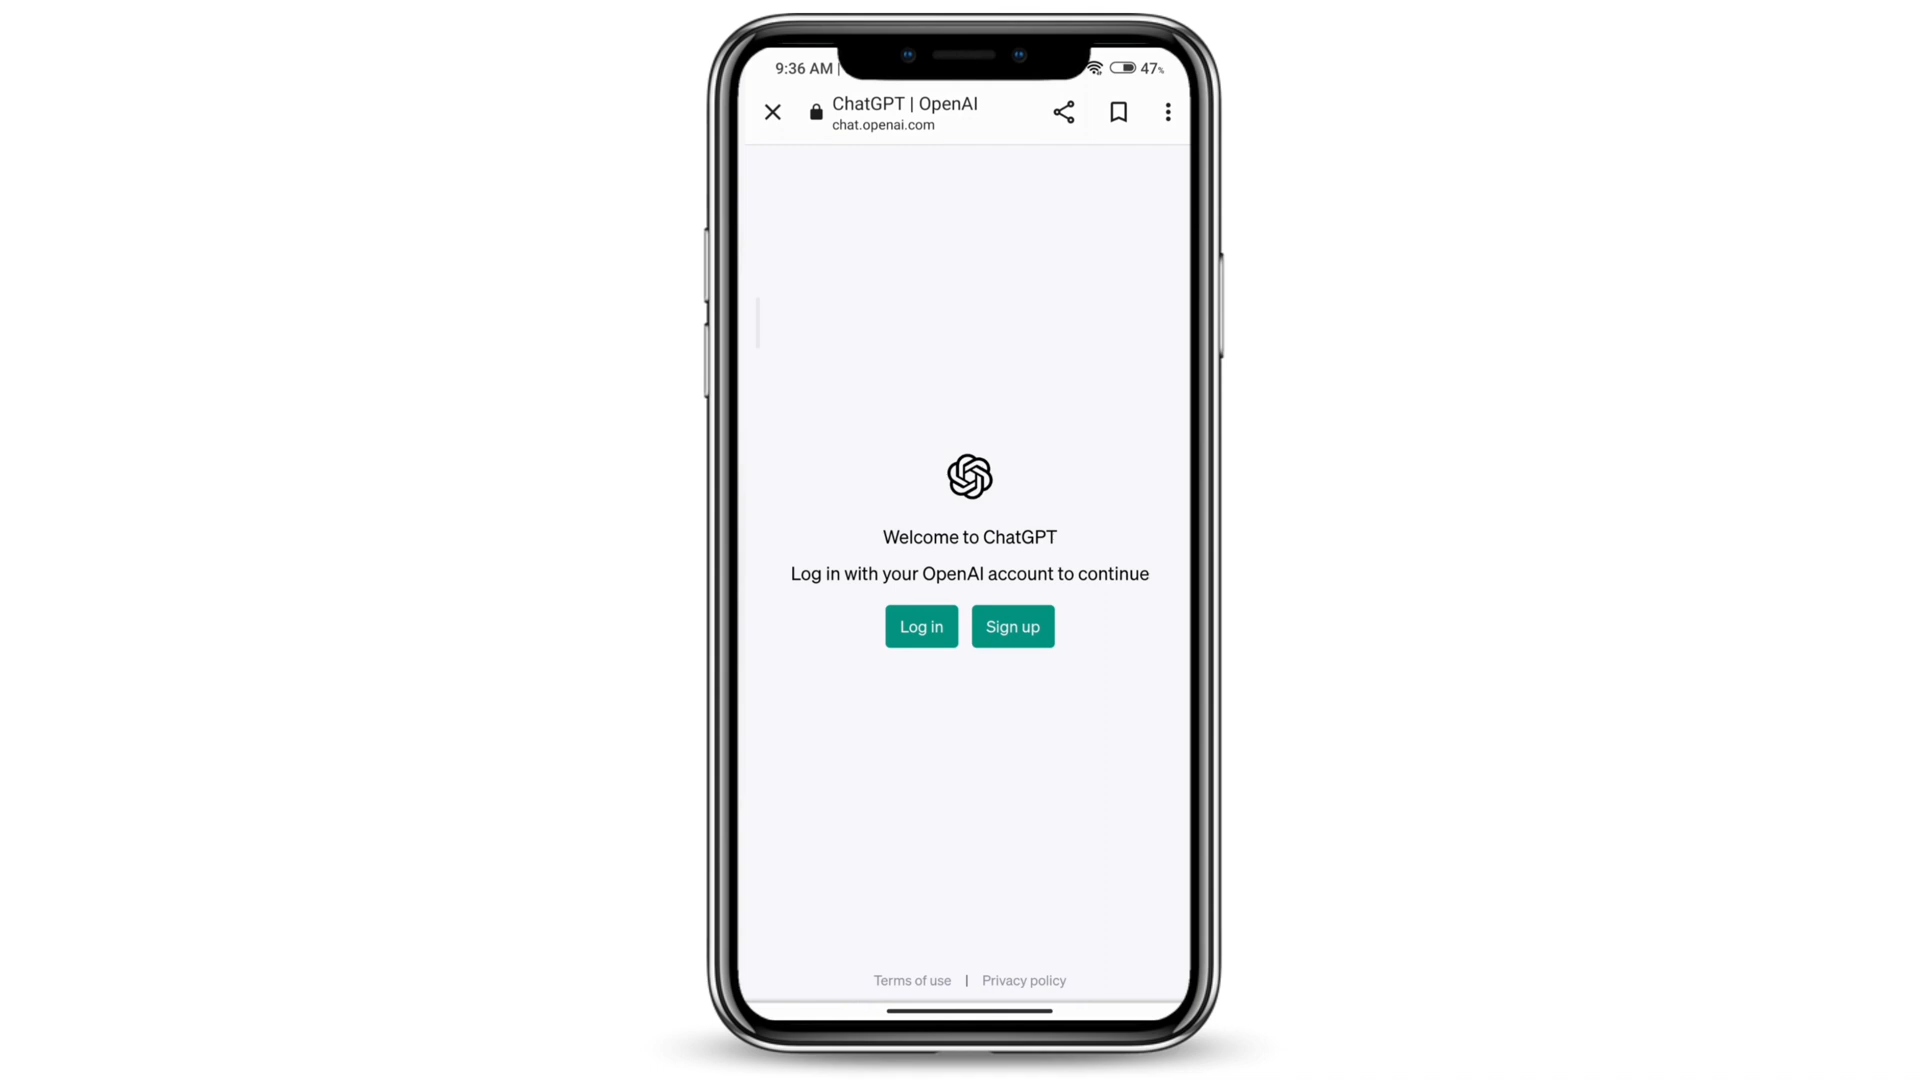 9:36 AM
47%
ChatGPT | OpenAI
chat.openai.com
Welcome to ChatGPT
Log in with your OpenAI account to continue
Log in
Sign up
Terms of use | Privacy policy